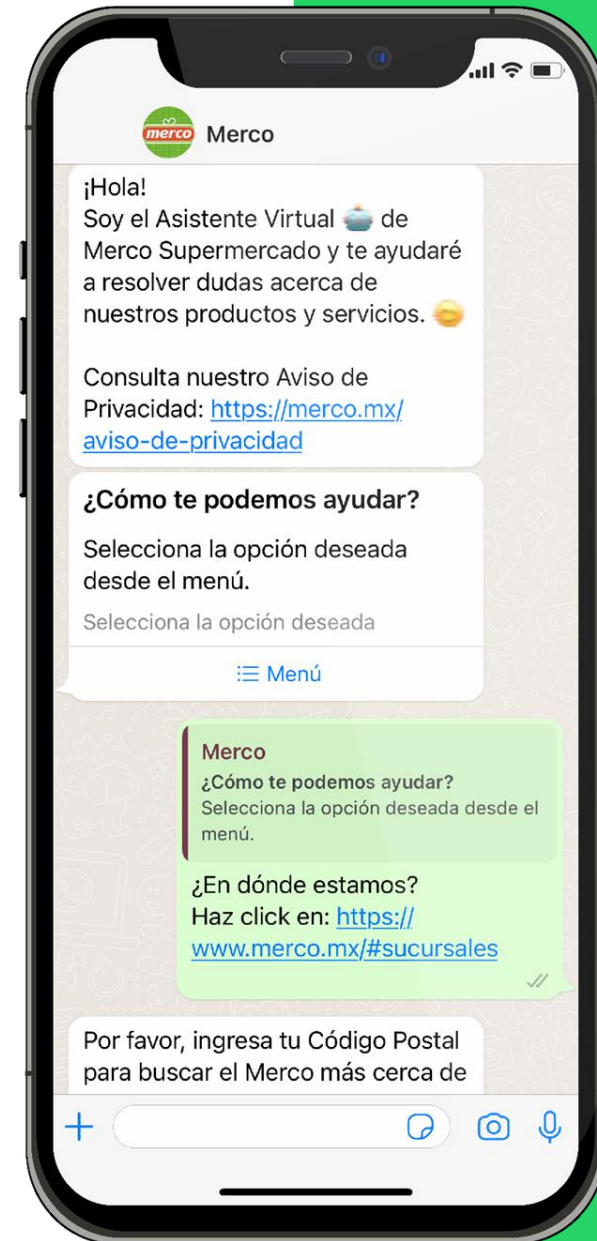 merco Merco
¡Hola!
Soy el Asistente Virtual 🤖 de
Merco Supermercado y te ayudaré
a resolver dudas acerca de
nuestros productos y servicios. 😊
Consulta nuestro Aviso de
Privacidad: https://merco.mx/
aviso-de-privacidad
¿Cómo te podemos ayudar?
Selecciona la opción deseada
desde el menú.
Selecciona la opción deseada
Menú
Merco
¿Cómo te podemos ayudar?
Selecciona la opción deseada desde el
menú.
¿En dónde estamos?
Haz click en: https://
www.merco.mx/#sucursales
Por favor, ingresa tu Código Postal
para buscar el Merco más cerca de